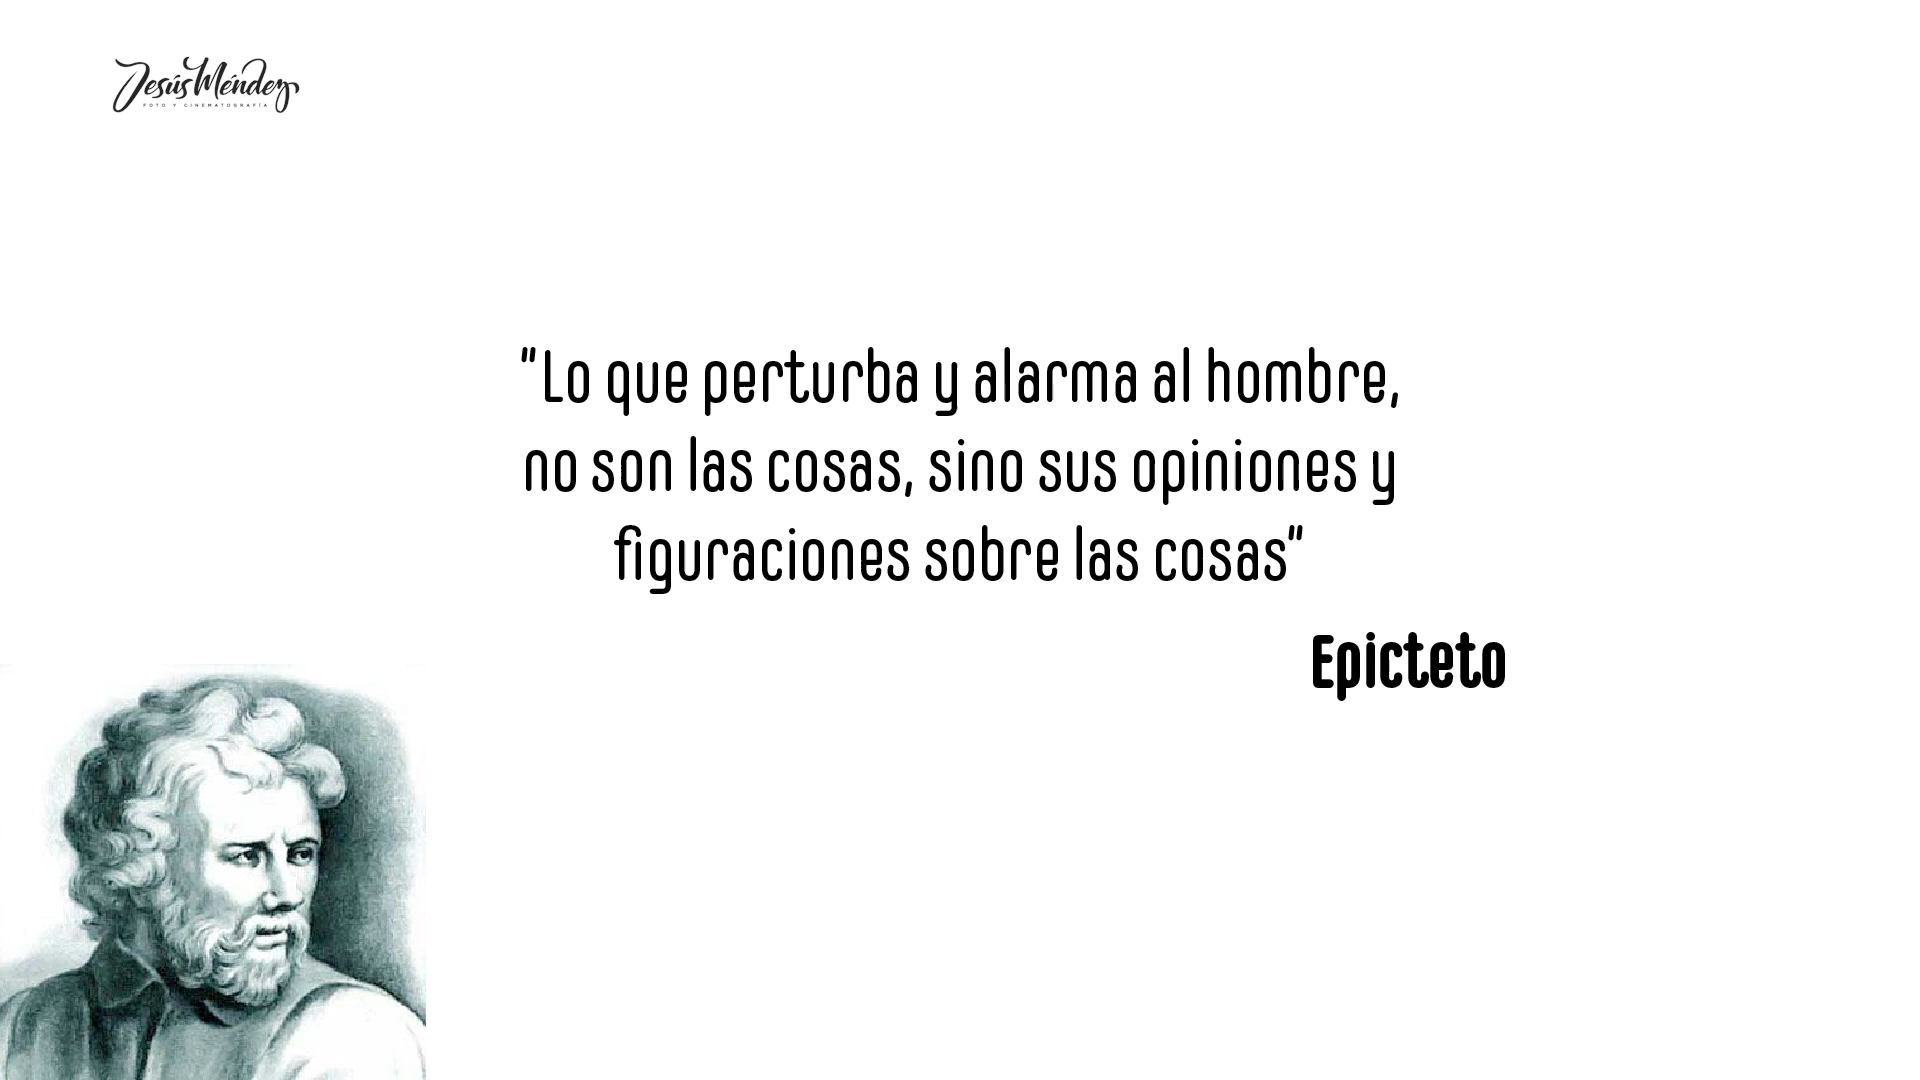 Jesús Méndez
FOTO Y CINEMATOGRAFÍA
"Lo que perturba y alarma al hombre,
no son las cosas, sino sus opiniones y
figuraciones sobre las cosas"
Epicteto